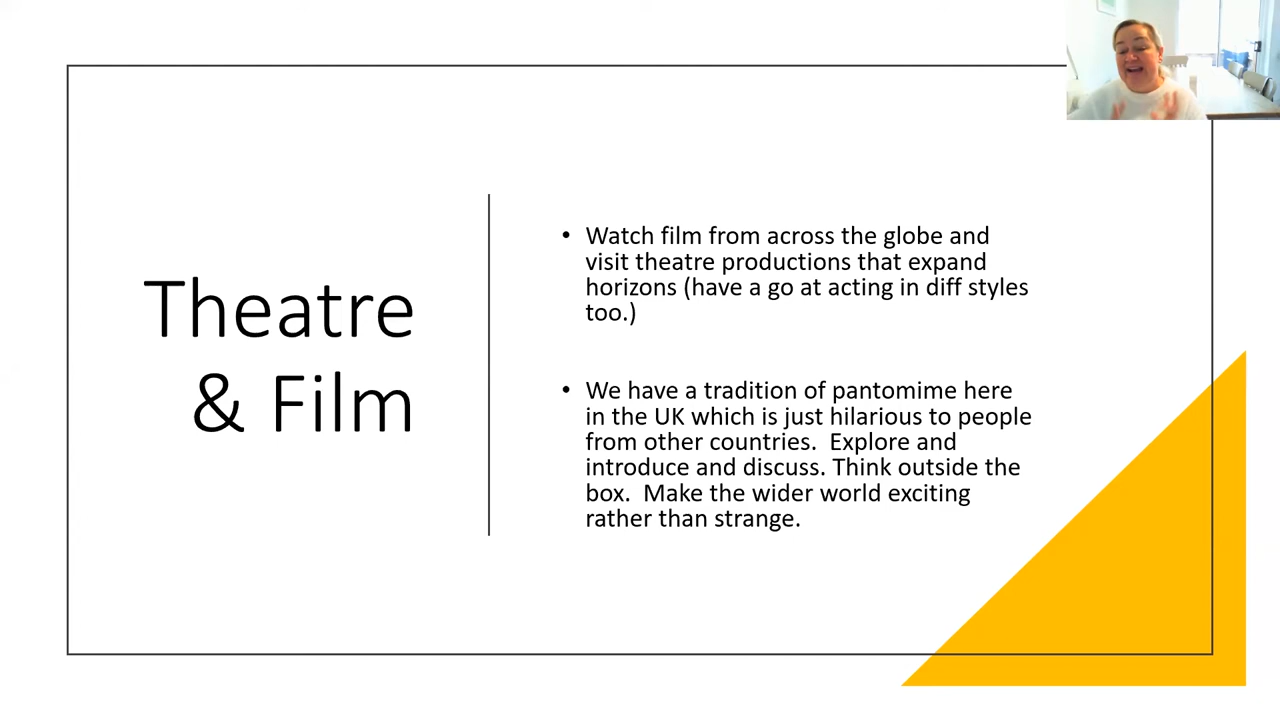 Theatre
& Film
• Watch film from across the globe and
visit theatre productions that expand
horizons (have a go at acting in diff styles
too.)
• We have a tradition of pantomime here
in the UK which is just hilarious to people
from other countries.  Explore and
introduce and discuss. Think outside the
box.  Make the wider world exciting
rather than strange.